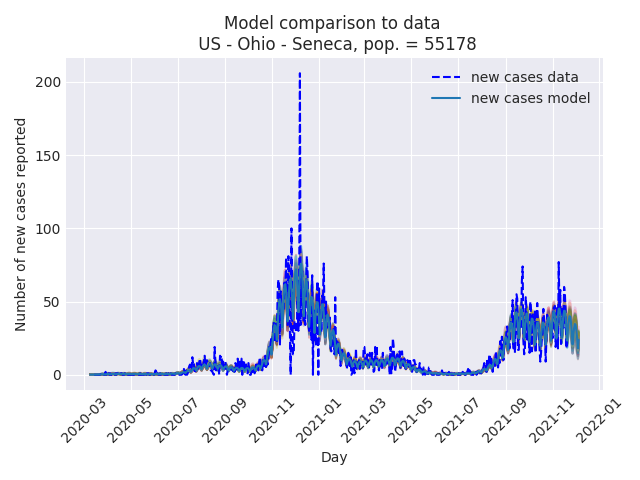 Model comparison to data
US - Ohio - Seneca, pop. = 55178
new cases data
new cases model
Number of new cases reported
200
150
100
50
0
2020-03
2020-05
2020-07
2020-09
2020-11
2021-01
2021-03
2021-05
2021-07
2021-09
2021-11
2022-01
Day